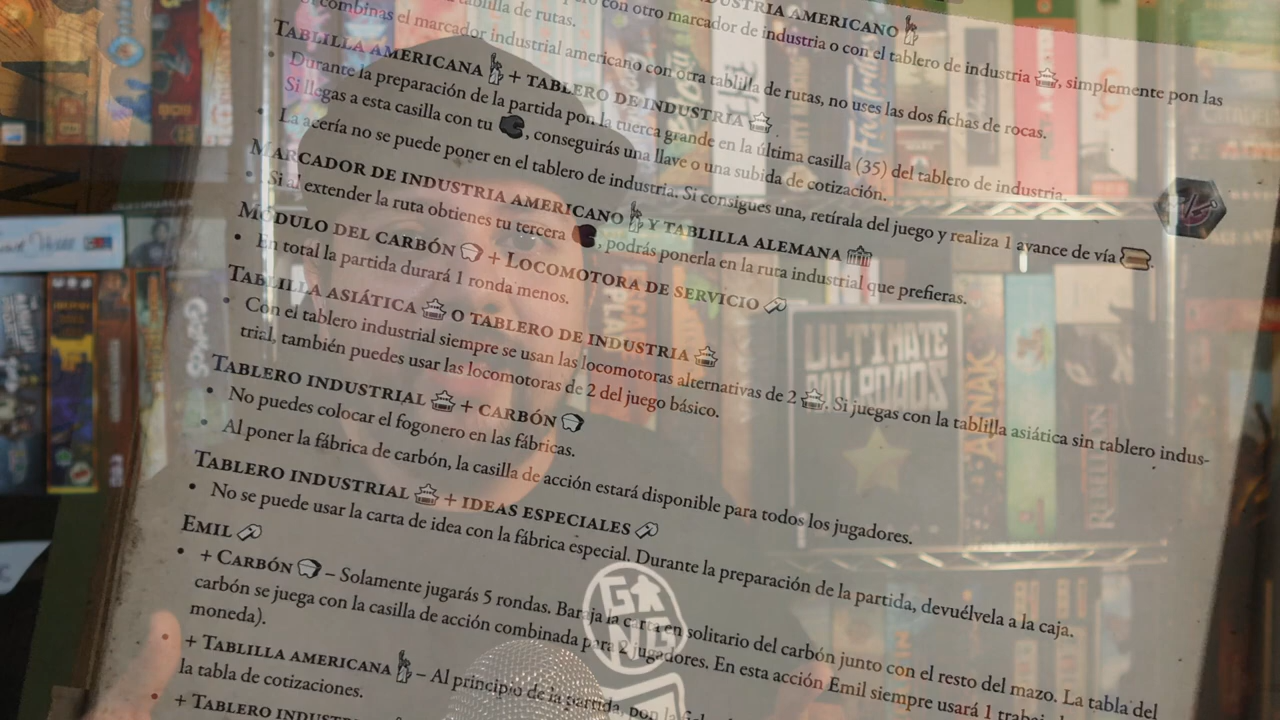 INDUSTRIA AMERICANO
con otro marcador de industria o con el tablero de industria, simplemente pon las
tablilla de rutas.
Si combinas el marcador industrial americano con otra tablilla de rutas, no uses las dos fichas de rocas.
TABLILLA AMERICANA + TABLERO DE INDUSTRIA
• Durante la preparación de la partida pon la tuerca grande en la última casilla (35) del tablero de industria.
Si llegas a esta casilla con tu, conseguirás una llave o una subida de cotización.
• La acería no se puede poner en el tablero de industria. Si consigues una, retírala del juego y realiza 1 avance de vía.
MARCADOR DE INDUSTRIA AMERICANO Y TABLILLA ALEMANA
• Si al extender la ruta obtienes tu tercera, podrás ponerla en la ruta industrial que prefieras.
MÓDULO DEL CARBÓN + LOCOMOTORA DE SERVICIO
• En total la partida durará 1 ronda menos.
TABLILLA ASIÁTICA O TABLERO DE INDUSTRIA
• Con el tablero industrial siempre se usan las locomotoras alternativas de 2. Si juegas con la tablilla asiática sin tablero indus-
trial, también puedes usar las locomotoras de 2 del juego básico.
TABLERO INDUSTRIAL + CARBÓN
• No puedes colocar el fogonero en las fábricas.
• Al poner la fábrica de carbón, la casilla de acción estará disponible para todos los jugadores.
TABLERO INDUSTRIAL + IDEAS ESPECIALES
• No se puede usar la carta de idea con la fábrica especial. Durante la preparación de la partida, devuélvela a la caja.
EMIL
• + CARBÓN – Solamente jugarás 5 rondas. Baraja la carta en solitario del carbón junto con el resto del mazo. La tabla del
carbón se juega con la casilla de acción combinada para 2 jugadores. En esta acción Emil siempre usará 1
moneda).
• + TABLILLA AMERICANA – Al principio de la partida, pon la
la tabla de cotizaciones.
• + TABLERO
ULTIMATE
RAILROADS
ARNAK
REBELLION
GANG